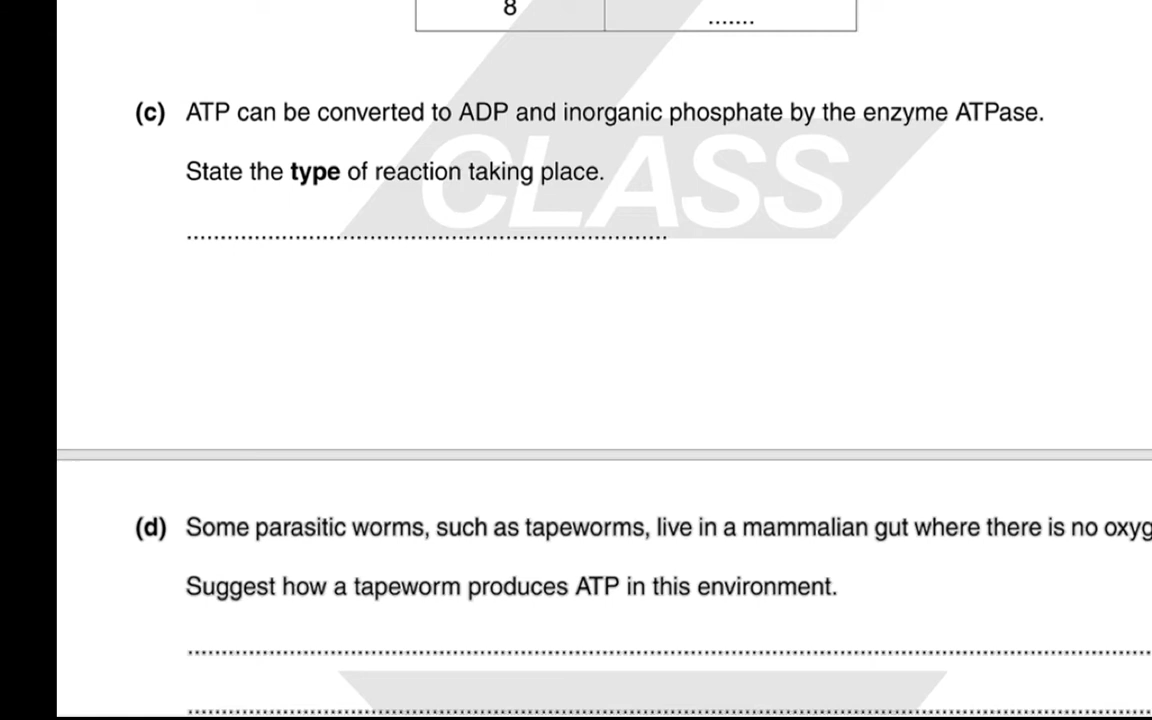 8
.......
(c) ATP can be converted to ADP and inorganic phosphate by the enzyme ATPase.
CLASS
State the type of reaction taking place.
........................................................................
(d) Some parasitic worms, such as tapeworms, live in a mammalian gut where there is no oxyg
Suggest how a tapeworm produces ATP in this environment.